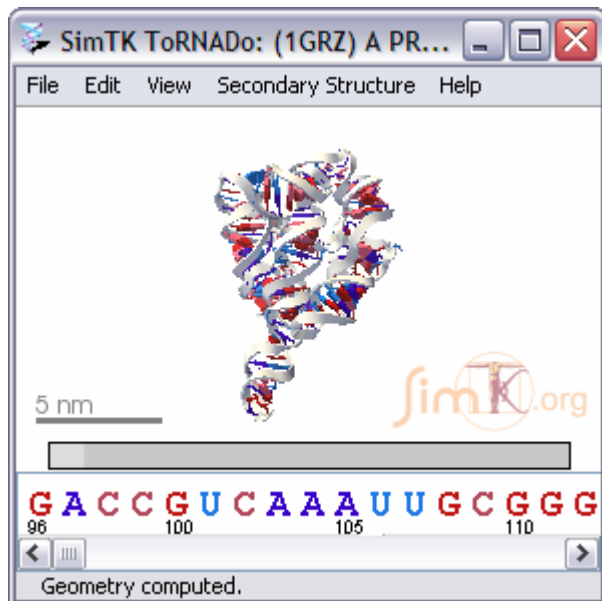 SimTK ToRNADo: (1GRZ) A PR...
File Edit View Secondary Structure Help
5 nm
SimTK.org
G A C C G U C A A A U U G C G G G
96 100 105 110
Geometry computed.